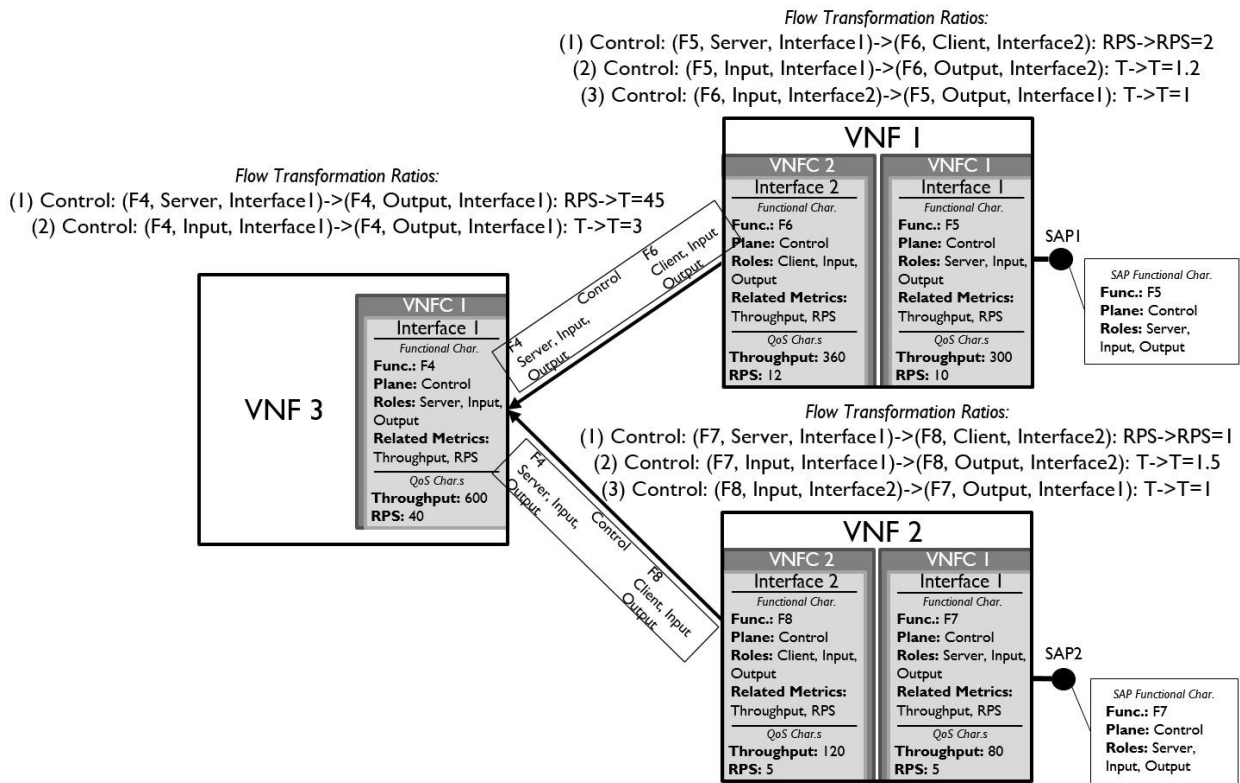 Flow Transformation Ratios:
(1) Control: (F5, Server, Interface1)->(F6, Client, Interface2): RPS->RPS=2
(2) Control: (F5, Input, Interface1)->(F6, Output, Interface2): T->T=1.2
(3) Control: (F6, Input, Interface2)->(F5, Output, Interface1): T->T=1
VNF 1
VNFC 2
Interface 2
Functional Char.
Func.: F6
Plane: Control
Roles: Client, Input,
Output
Related Metrics:
Throughput, RPS
QoS Char.s
Throughput: 360
RPS: 12
VNFC 1
Interface 1
Functional Char.
Func.: F5
Plane: Control
Roles: Server, Input,
Output
Related Metrics:
Throughput, RPS
QoS Char.s
Throughput: 300
RPS: 10
SAP1
SAP Functional Char.
Func.: F5
Plane: Control
Roles: Server,
Input, Output
Flow Transformation Ratios:
(1) Control: (F4, Server, Interface1)->(F4, Output, Interface1): RPS->T=45
(2) Control: (F4, Input, Interface1)->(F4, Output, Interface1): T->T=3
F4
Server, Input,
Output
Control
F6
Client, Input
Output
VNF 3
VNFC 1
Interface 1
Functional Char.
Func.: F4
Plane: Control
Roles: Server, Input,
Output
Related Metrics:
Throughput, RPS
QoS Char.s
Throughput: 600
RPS: 40
F4
Server, Input,
Output
Control
F8
Client, Input
Output
Flow Transformation Ratios:
(1) Control: (F7, Server, Interface1)->(F8, Client, Interface2): RPS->RPS=1
(2) Control: (F7, Input, Interface1)->(F8, Output, Interface2): T->T=1.5
(3) Control: (F8, Input, Interface2)->(F7, Output, Interface1): T->T=1
VNF 2
VNFC 2
Interface 2
Functional Char.
Func.: F8
Plane: Control
Roles: Client, Input,
Output
Related Metrics:
Throughput, RPS
QoS Char.s
Throughput: 120
RPS: 5
VNFC 1
Interface 1
Functional Char.
Func.: F7
Plane: Control
Roles: Server, Input,
Output
Related Metrics:
Throughput, RPS
QoS Char.s
Throughput: 80
RPS: 5
SAP2
SAP Functional Char.
Func.: F7
Plane: Control
Roles: Server,
Input, Output